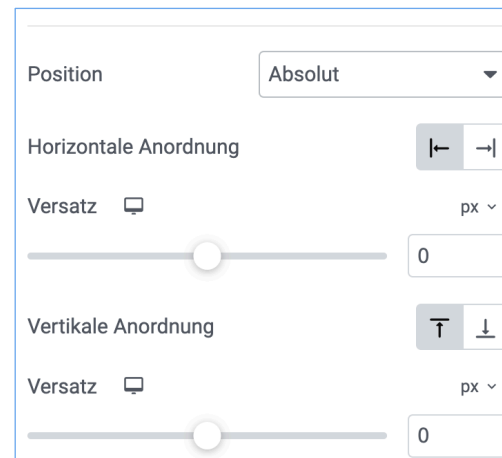 Position Absolut
Horizontale Anordnung
Versatz px
0
Vertikale Anordnung
Versatz px
0